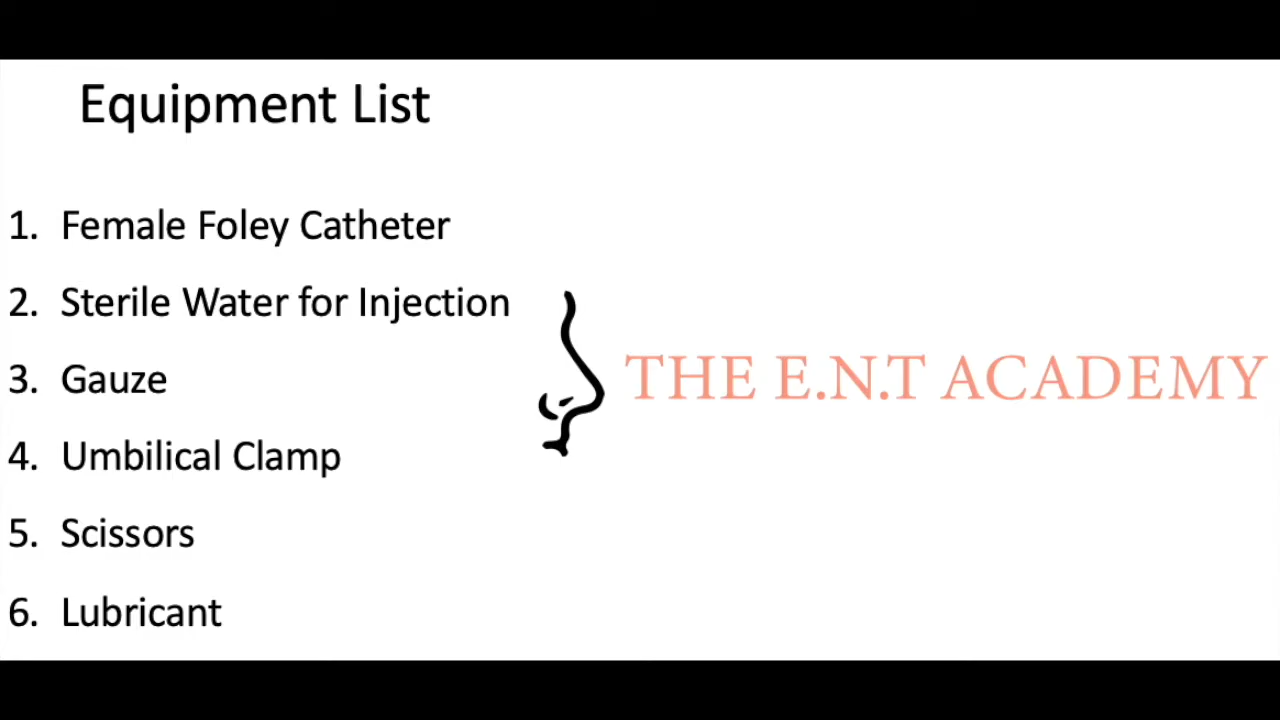 Equipment List
1. Female Foley Catheter
2. Sterile Water for Injection
3. Gauze
4. Umbilical Clamp
5. Scissors
6. Lubricant
THE E.N.T ACADEMY